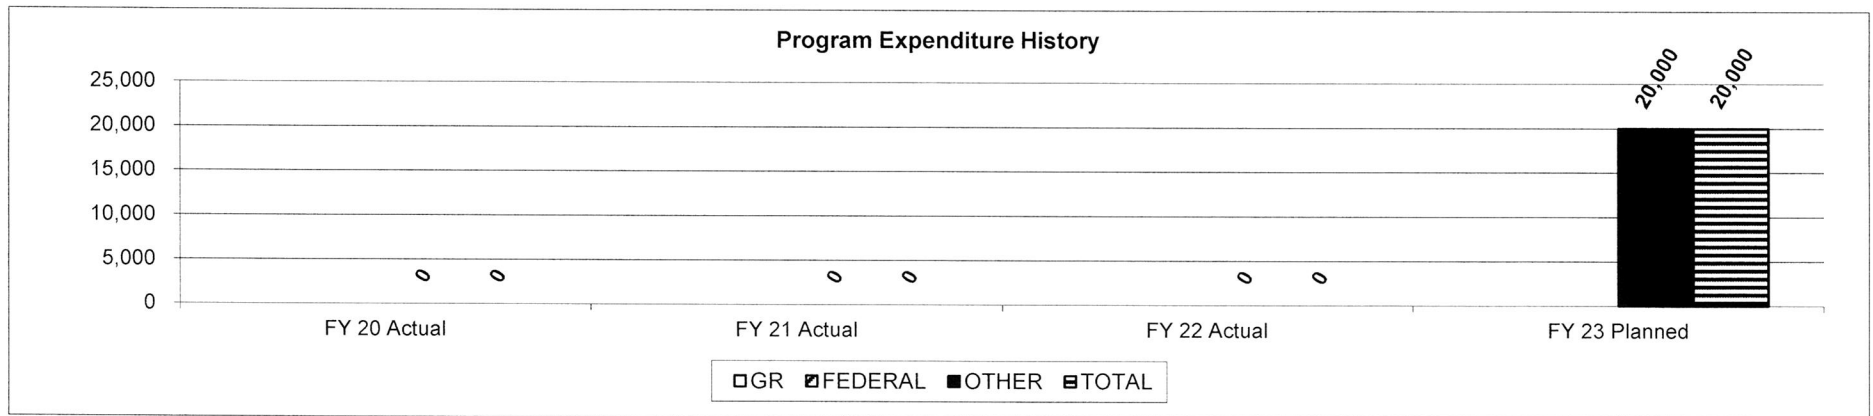 Program Expenditure History
25,000
20,000
15,000
10,000
5,000
0
0 0 0 0 0 0 20,000 20,000
FY 20 Actual FY 21 Actual FY 22 Actual FY 23 Planned
GR FEDERAL OTHER TOTAL